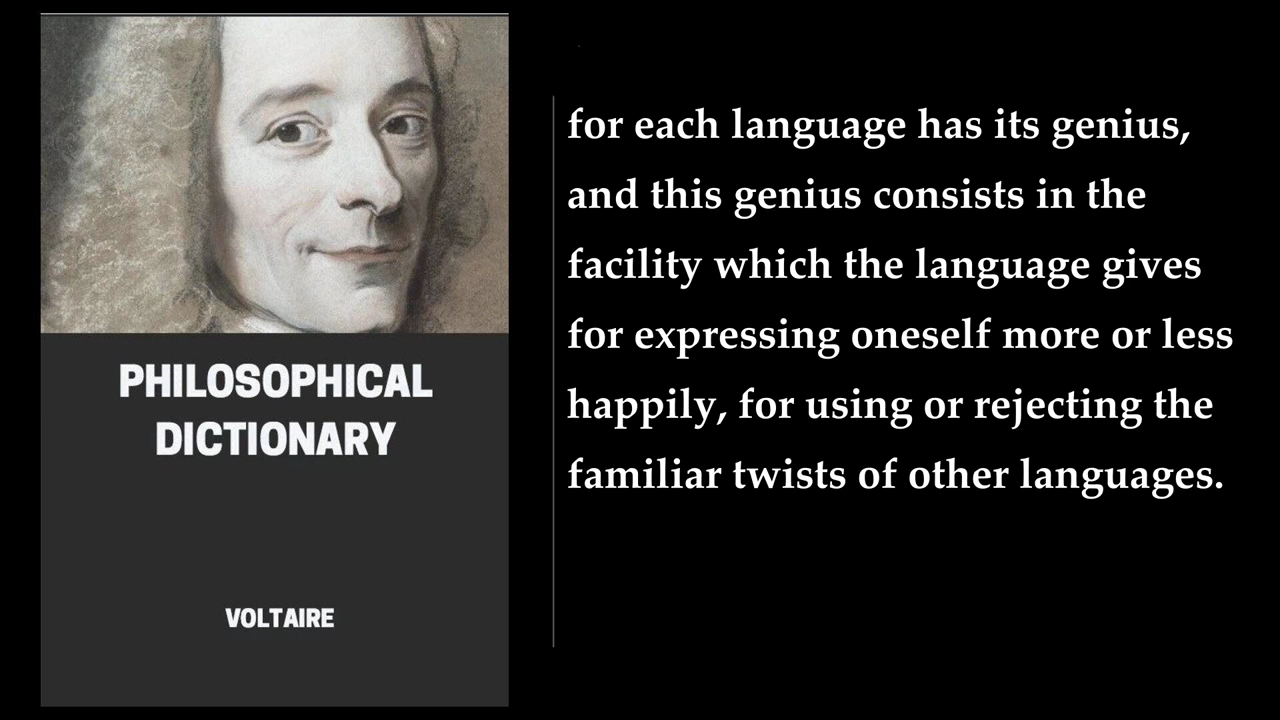 PHILOSOPHICAL
DICTIONARY
VOLTAIRE
for each language has its genius,
and this genius consists in the
facility which the language gives
for expressing oneself more or less
happily, for using or rejecting the
familiar twists of other languages.